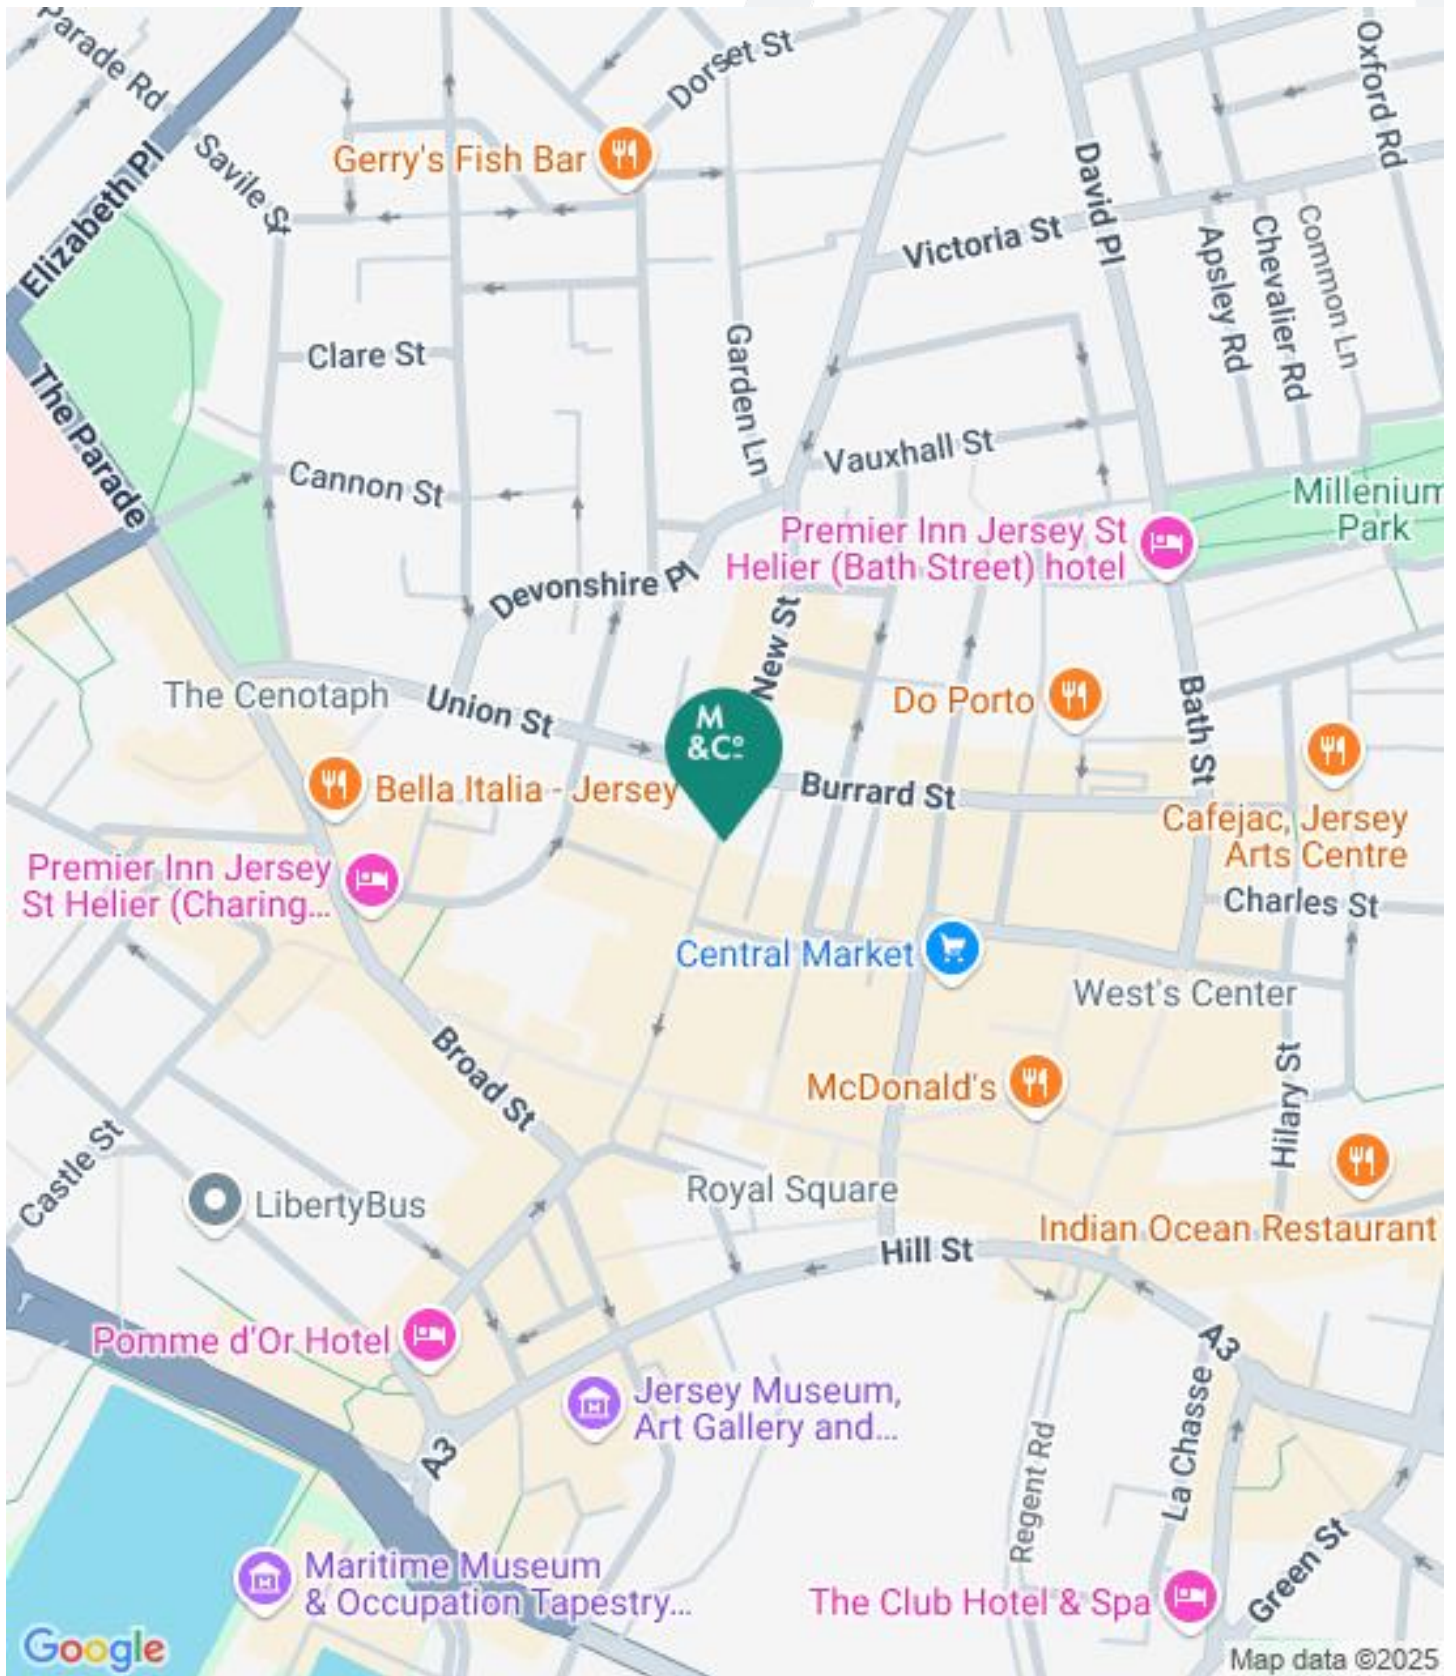 Parade Rd
Dorset St
Oxford Rd
Gerry's Fish Bar
Savile St
Elizabeth Pl
David Pl
Victoria St
Apsley Rd
Chevalier Rd
Common Ln
Clare St
Garden Ln
The Parade
Vauxhall St
Cannon St
Millenium
Park
Premier Inn Jersey St
Helier (Bath Street) hotel
Devonshire Pl
New St
The Cenotaph
Union St
Do Porto
Bath St
M
&Co
Bella Italia - Jersey
Burrard St
Cafejac, Jersey
Arts Centre
Premier Inn Jersey
St Helier (Charing...
Charles St
Central Market
West's Center
Broad St
McDonald's
Hilary St
Castle St
LibertyBus
Royal Square
Indian Ocean Restaurant
Hill St
Pomme d'Or Hotel
A3
Jersey Museum,
Art Gallery and...
A3
La Chasse
Regent Rd
Green St
Maritime Museum
& Occupation Tapestry...
The Club Hotel & Spa
Google
Map data ©2025